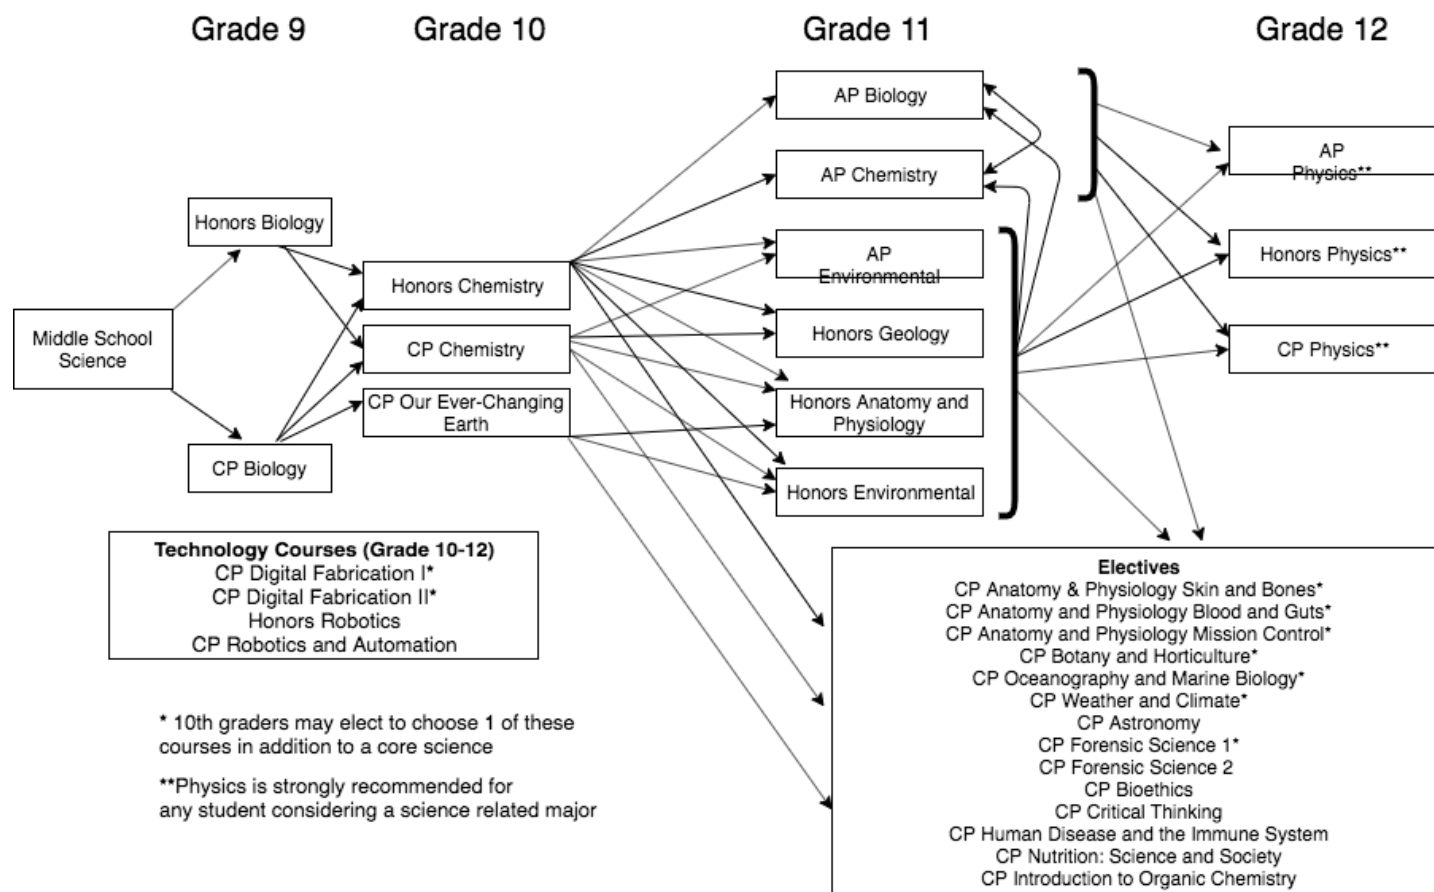 Grade 9
Grade 10
Grade 11
Grade 12
Middle School
Science
Honors Biology
CP Biology
Honors Chemistry
CP Chemistry
CP Our Ever-Changing
Earth
AP Biology
AP Chemistry
AP
Environmental
Honors Geology
Honors Anatomy and
Physiology
Honors Environmental
AP
Physics**
Honors Physics**
CP Physics**
Technology Courses (Grade 10-12)
CP Digital Fabrication I*
CP Digital Fabrication II*
Honors Robotics
CP Robotics and Automation
* 10th graders may elect to choose 1 of these
courses in addition to a core science
**Physics is strongly recommended for
any student considering a science related major
Electives
CP Anatomy & Physiology Skin and Bones*
CP Anatomy and Physiology Blood and Guts*
CP Anatomy and Physiology Mission Control*
CP Botany and Horticulture*
CP Oceanography and Marine Biology*
CP Weather and Climate*
CP Astronomy
CP Forensic Science 1*
CP Forensic Science 2
CP Bioethics
CP Critical Thinking
CP Human Disease and the Immune System
CP Nutrition: Science and Society
CP Introduction to Organic Chemistry